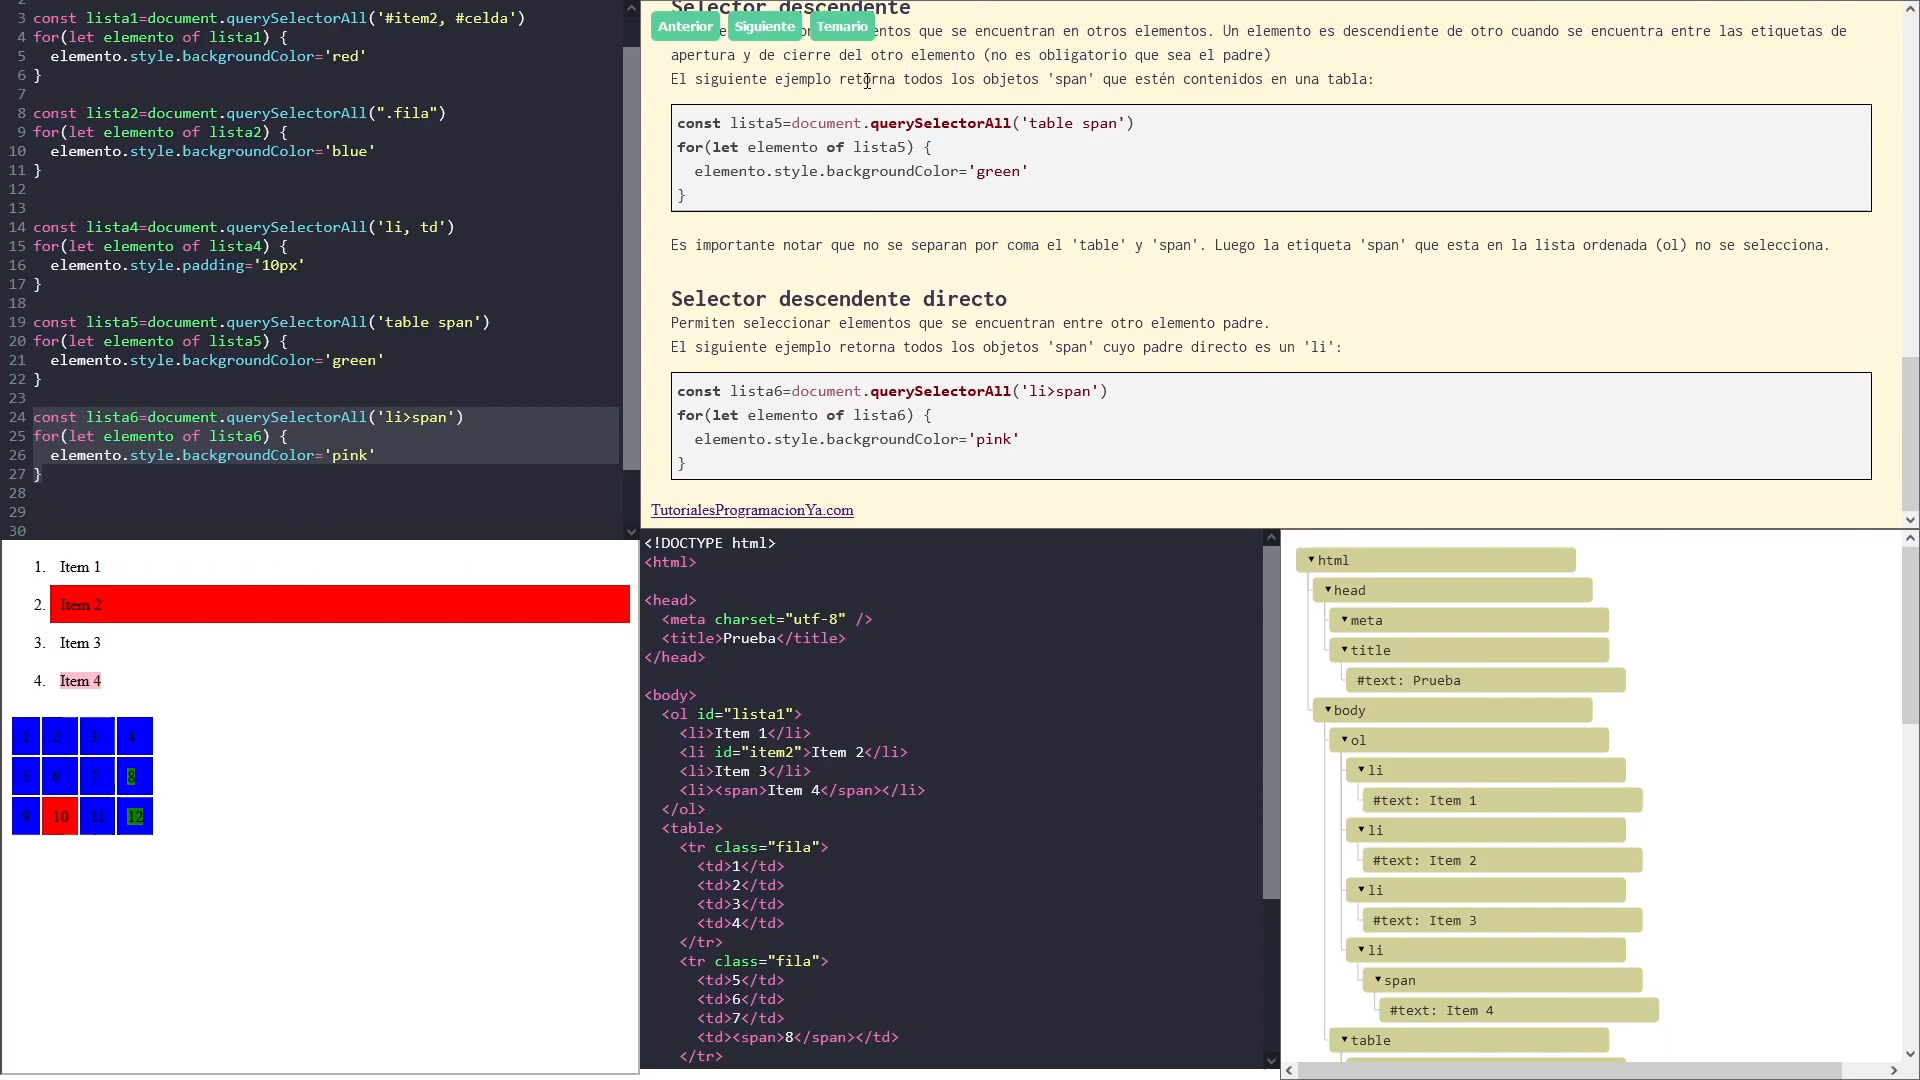 3 const lista1=document.querySelectorAll('#item2, #celda')
4 for(let elemento of lista1) {
5 elemento.style.backgroundColor='red'
6 }
7
8 const lista2=document.querySelectorAll(".fila")
9 for(let elemento of lista2) {
10 elemento.style.backgroundColor='blue'
11 }
12
13
14 const lista4=document.querySelectorAll('li, td')
15 for(let elemento of lista4) {
16 elemento.style.padding='10px'
17 }
18
19 const lista5=document.querySelectorAll('table span')
20 for(let elemento of lista5) {
21 elemento.style.backgroundColor='green'
22 }
23
24 const lista6=document.querySelectorAll('li>span')
25 for(let elemento of lista6) {
26 elemento.style.backgroundColor='pink'
27 }
28
29
30
Selector descendente
Anterior Siguiente Temario
entos que se encuentran en otros elementos. Un elemento es descendiente de otro cuando se encuentra entre las etiquetas de
apertura y de cierre del otro elemento (no es obligatorio que sea el padre)
El siguiente ejemplo retorna todos los objetos 'span' que estén contenidos en una tabla:
const lista5=document.querySelectorAll('table span')
for(let elemento of lista5) {
elemento.style.backgroundColor='green'
}
Es importante notar que no se separan por coma el 'table' y 'span'. Luego la etiqueta 'span' que esta en la lista ordenada (ol) no se selecciona.
Selector descendente directo
Permiten seleccionar elementos que se encuentran entre otro elemento padre.
El siguiente ejemplo retorna todos los objetos 'span' cuyo padre directo es un 'li':
const lista6=document.querySelectorAll('li>span')
for(let elemento of lista6) {
elemento.style.backgroundColor='pink'
}
TutorialesProgramacionYa.com
1. Item 1
2. Item 2
3. Item 3
4. Item 4
1 2 3 4
5 6 7 8
9 10 11 12
<!DOCTYPE html>
<html>
<head>
<meta charset="utf-8" />
<title>Prueba</title>
</head>
<body>
<ol id="lista1">
<li>Item 1</li>
<li id="item2">Item 2</li>
<li>Item 3</li>
<li><span>Item 4</span></li>
</ol>
<table>
<tr class="fila">
<td>1</td>
<td>2</td>
<td>3</td>
<td>4</td>
</tr>
<tr class="fila">
<td>5</td>
<td>6</td>
<td>7</td>
<td><span>8</span></td>
</tr>
html
head
meta
title
#text: Prueba
body
ol
li
#text: Item 1
li
#text: Item 2
li
#text: Item 3
li
span
#text: Item 4
table